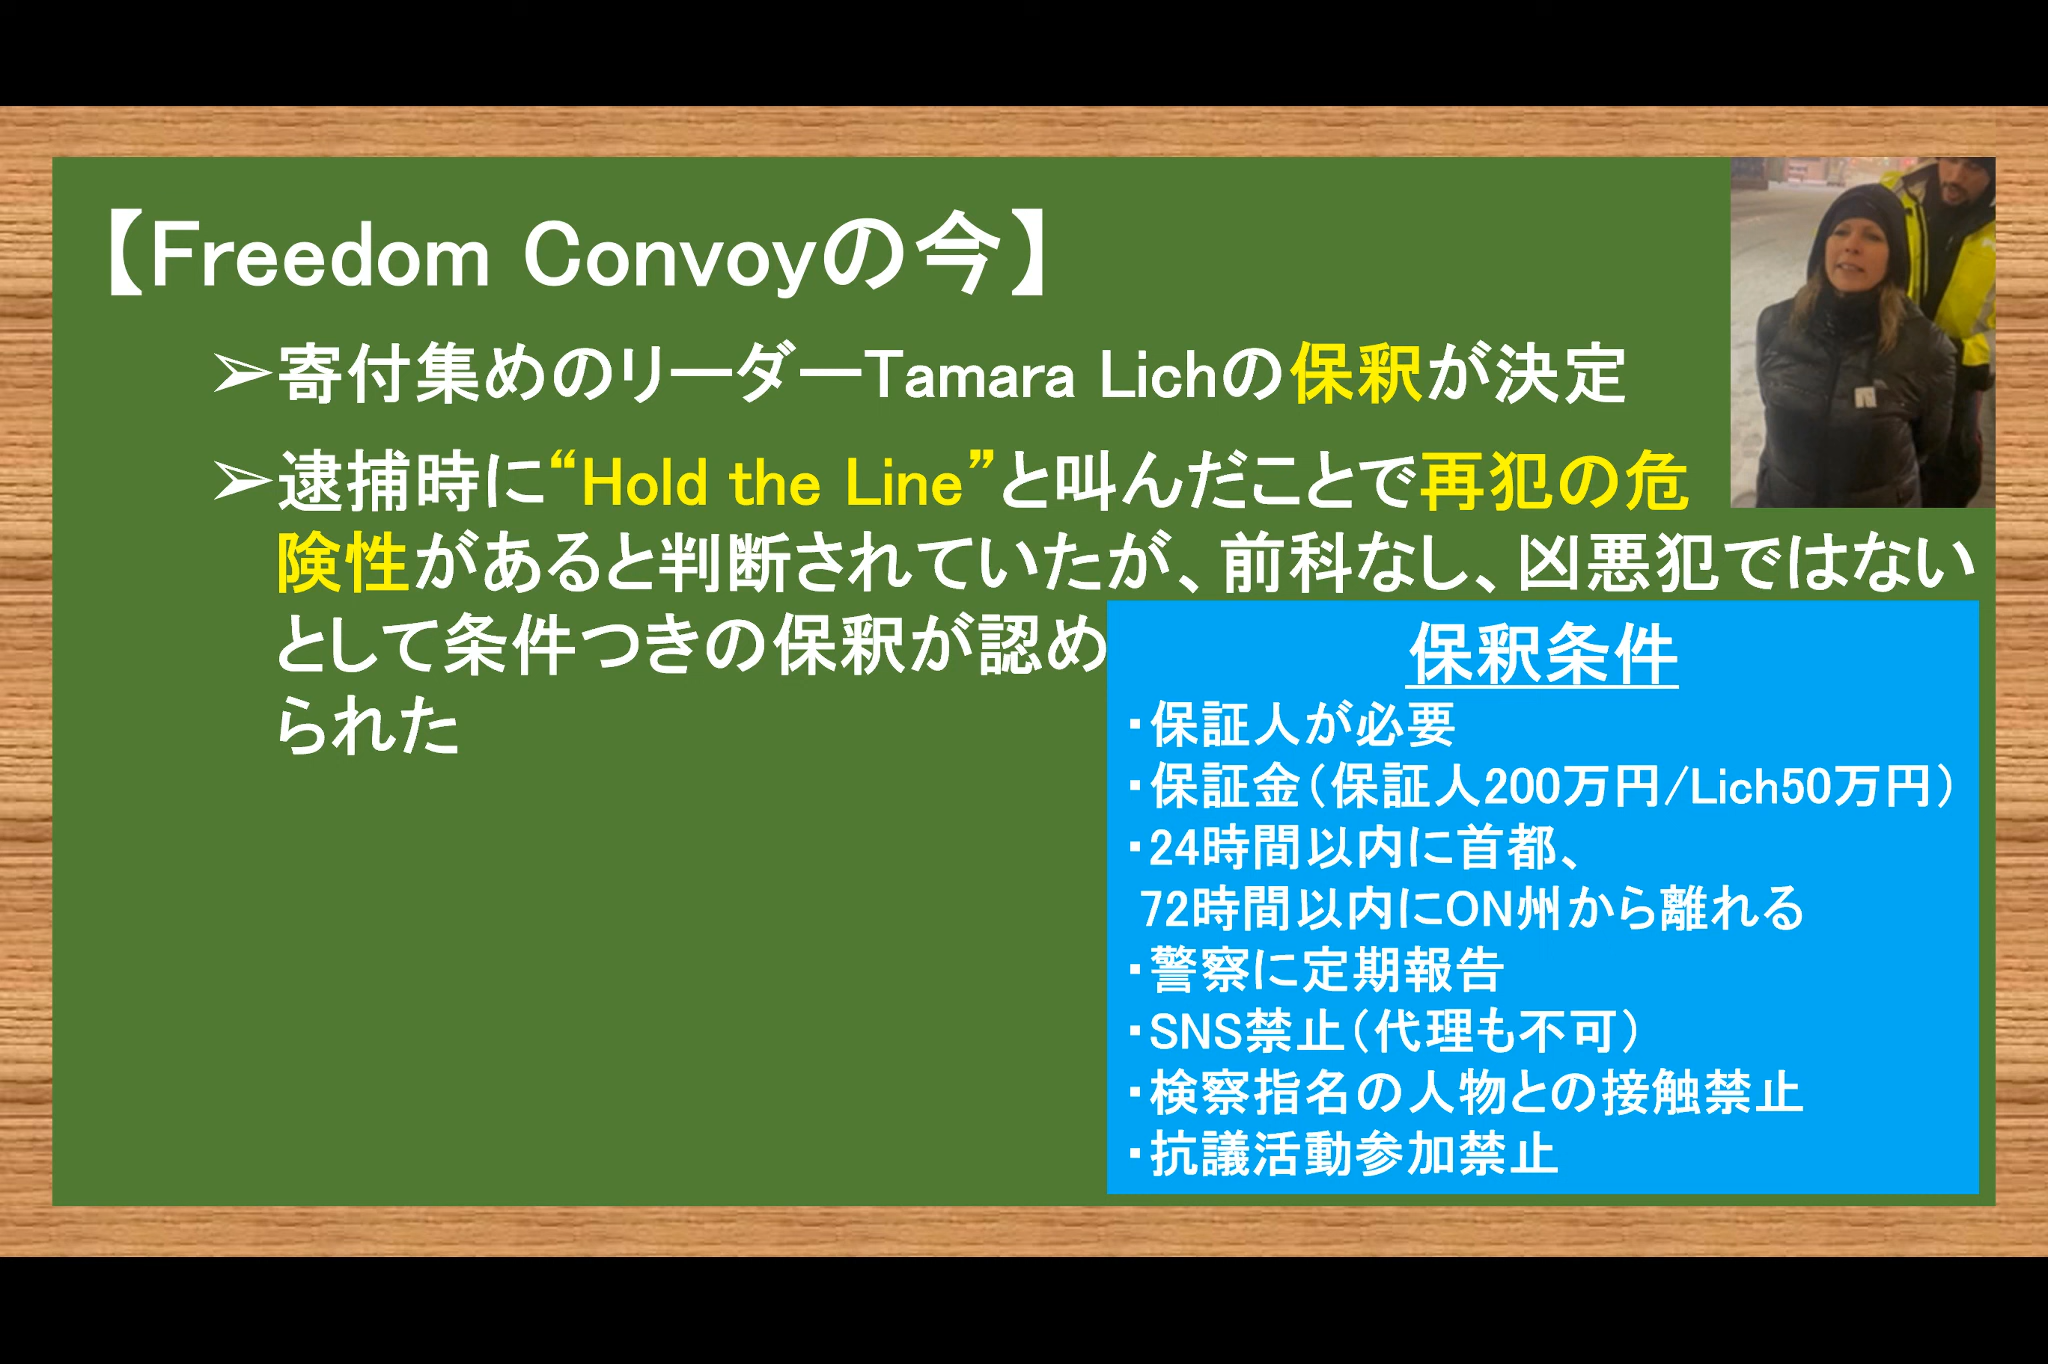 【Freedom Convoyの今】
➢寄付集めのリーダーTamara Lichの保釈が決定
➢逮捕時に“Hold the Line”と叫んだことで再犯の危
険性があると判断されていたが、前科なし、凶悪犯ではない
として条件つきの保釈が認め
られた
保釈条件
・保証人が必要
・保証金（保証人200万円/Lich50万円）
・24時間以内に首都、
72時間以内にON州から離れる
・警察に定期報告
・SNS禁止（代理も不可）
・検察指名の人物との接触禁止
・抗議活動参加禁止